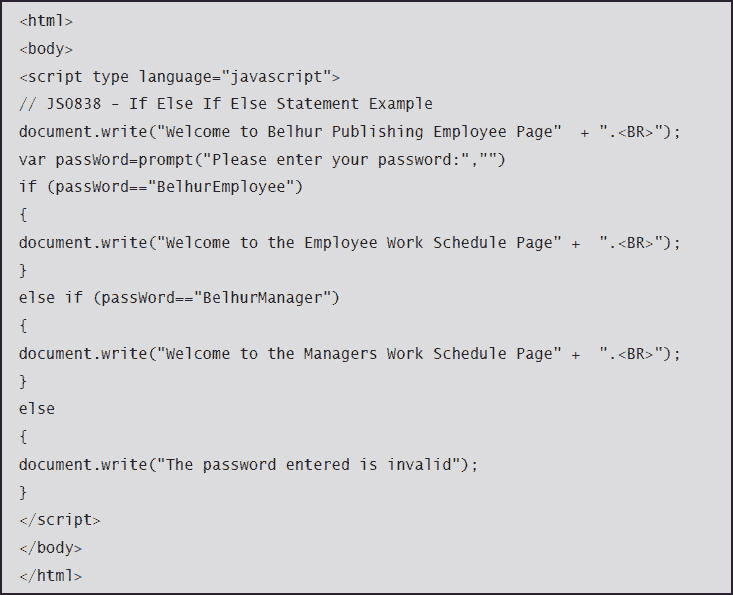 <html>
<body>
<script type language="javascript">
// JS0838 - If Else If Else Statement Example
document.write("Welcome to Belhur Publishing Employee Page"  + ".<BR>");
var passWord=prompt("Please enter your password:","")
if (passWord=="BelhurEmployee")
{
document.write("Welcome to the Employee Work Schedule Page" +  ".<BR>");
}
else if (passWord=="BelhurManager")
{
document.write("Welcome to the Managers Work Schedule Page" +  ".<BR>");
}
else
{
document.write("The password entered is invalid");
}
</script>
</body>
</html>